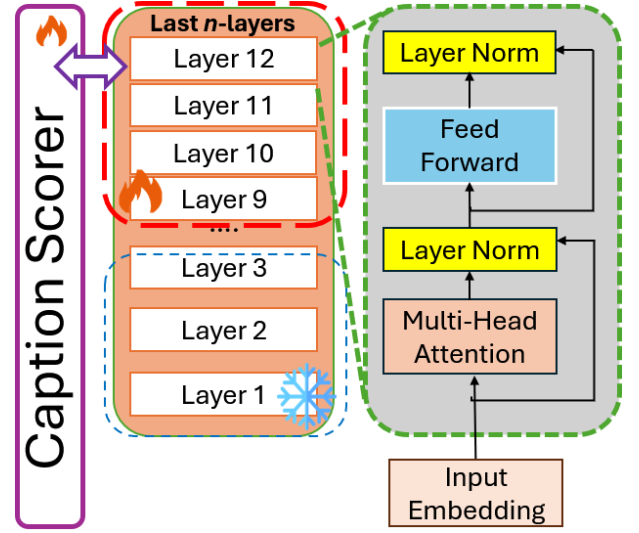 Caption Scorer
Last n-layers
Layer 12
Layer 11
Layer 10
Layer 9
....
Layer 3
Layer 2
Layer 1
Layer Norm
Feed
Forward
Layer Norm
Multi-Head
Attention
Input
Embedding